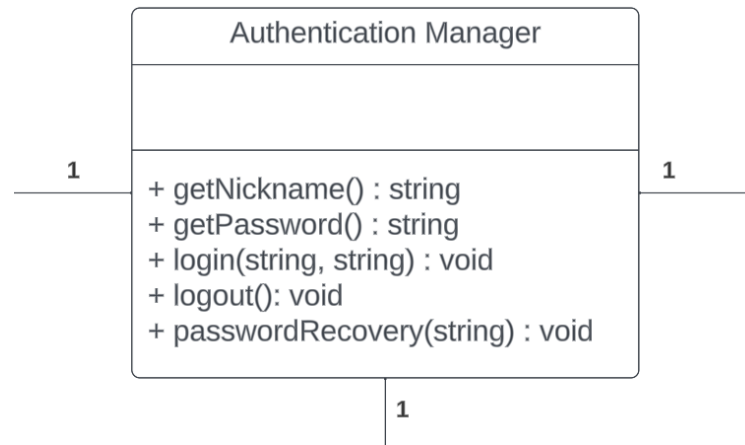 Authentication Manager
1
1
+ getNickname() : string
+ getPassword() : string
+ login(string, string) : void
+ logout(): void
+ passwordRecovery(string) : void
1